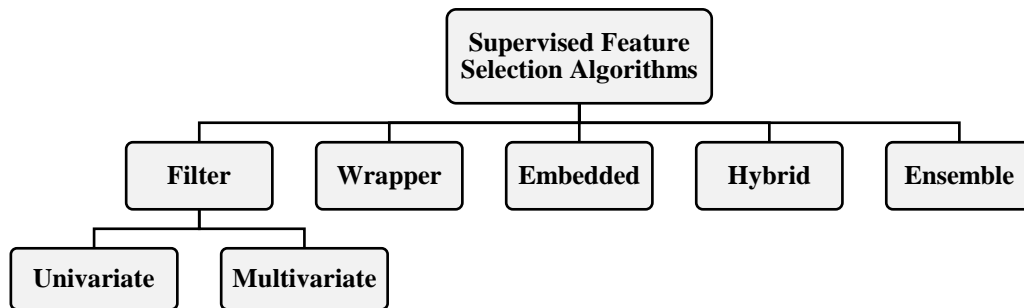 Supervised Feature
Selection Algorithms
Filter
Wrapper
Embedded
Hybrid
Ensemble
Univariate
Multivariate